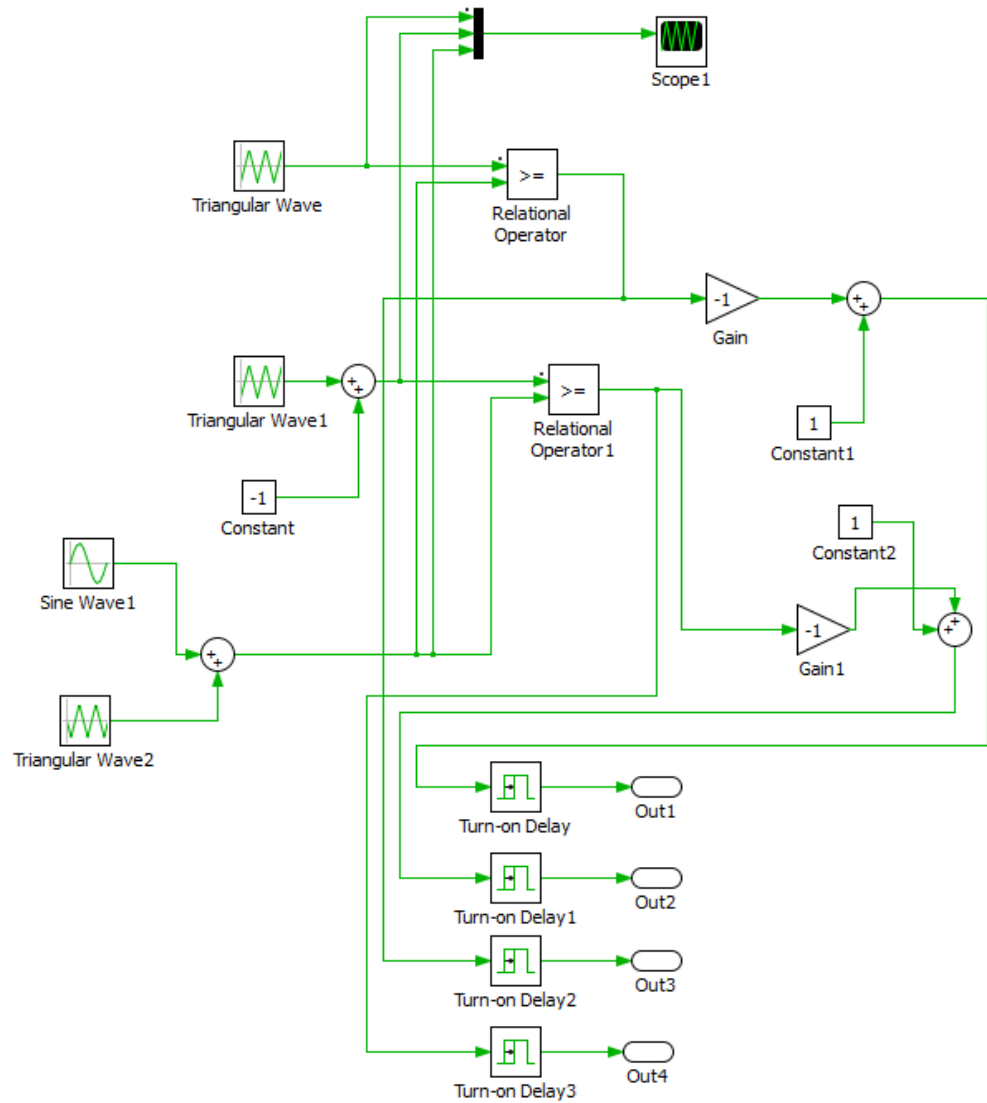 Scope1
Triangular Wave
>=
Relational
Operator
-1
Gain
+
+
Triangular Wave1
+
+
>=
Relational
Operator1
1
Constant1
-1
Constant
1
Constant2
Sine Wave1
+
+
-1
Gain1
+
+
Triangular Wave2
Turn-on Delay
Out1
Turn-on Delay1
Out2
Turn-on Delay2
Out3
Turn-on Delay3
Out4